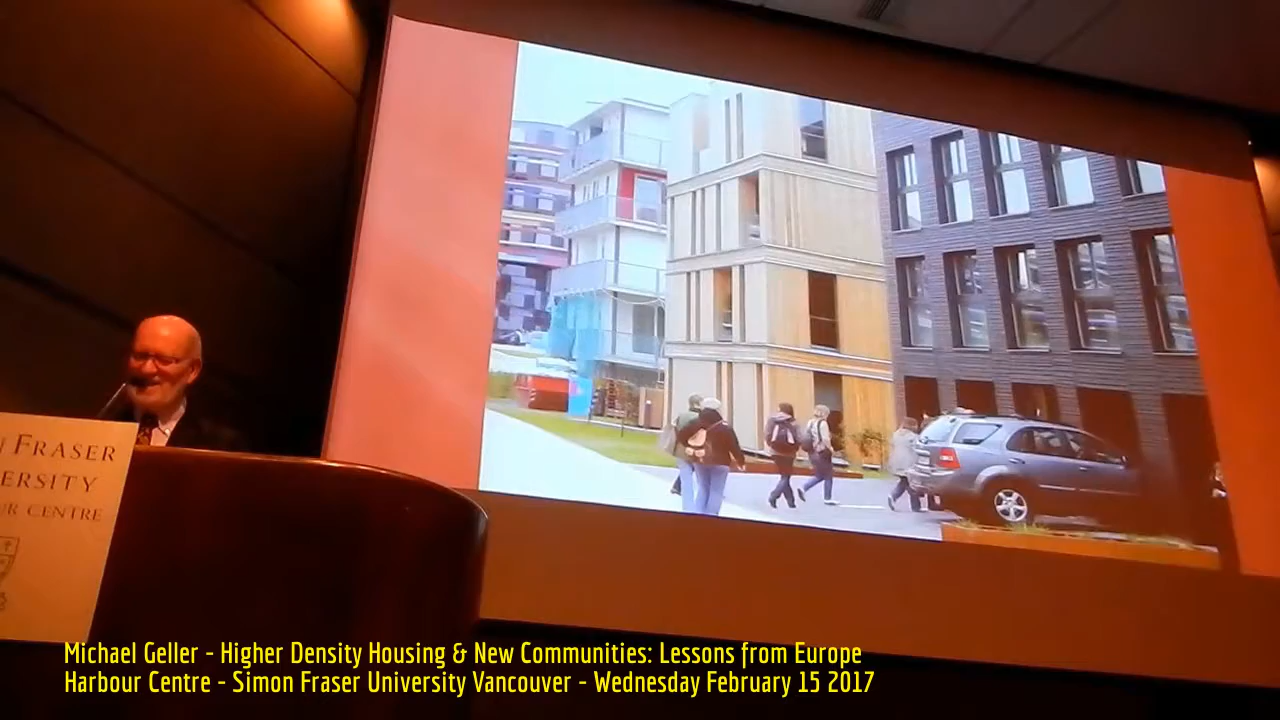 FRASER
ERSITY
UR CENTRE
Michael Geller - Higher Density Housing & New Communities: Lessons from Europe
Harbour Centre - Simon Fraser University Vancouver - Wednesday February 15 2017